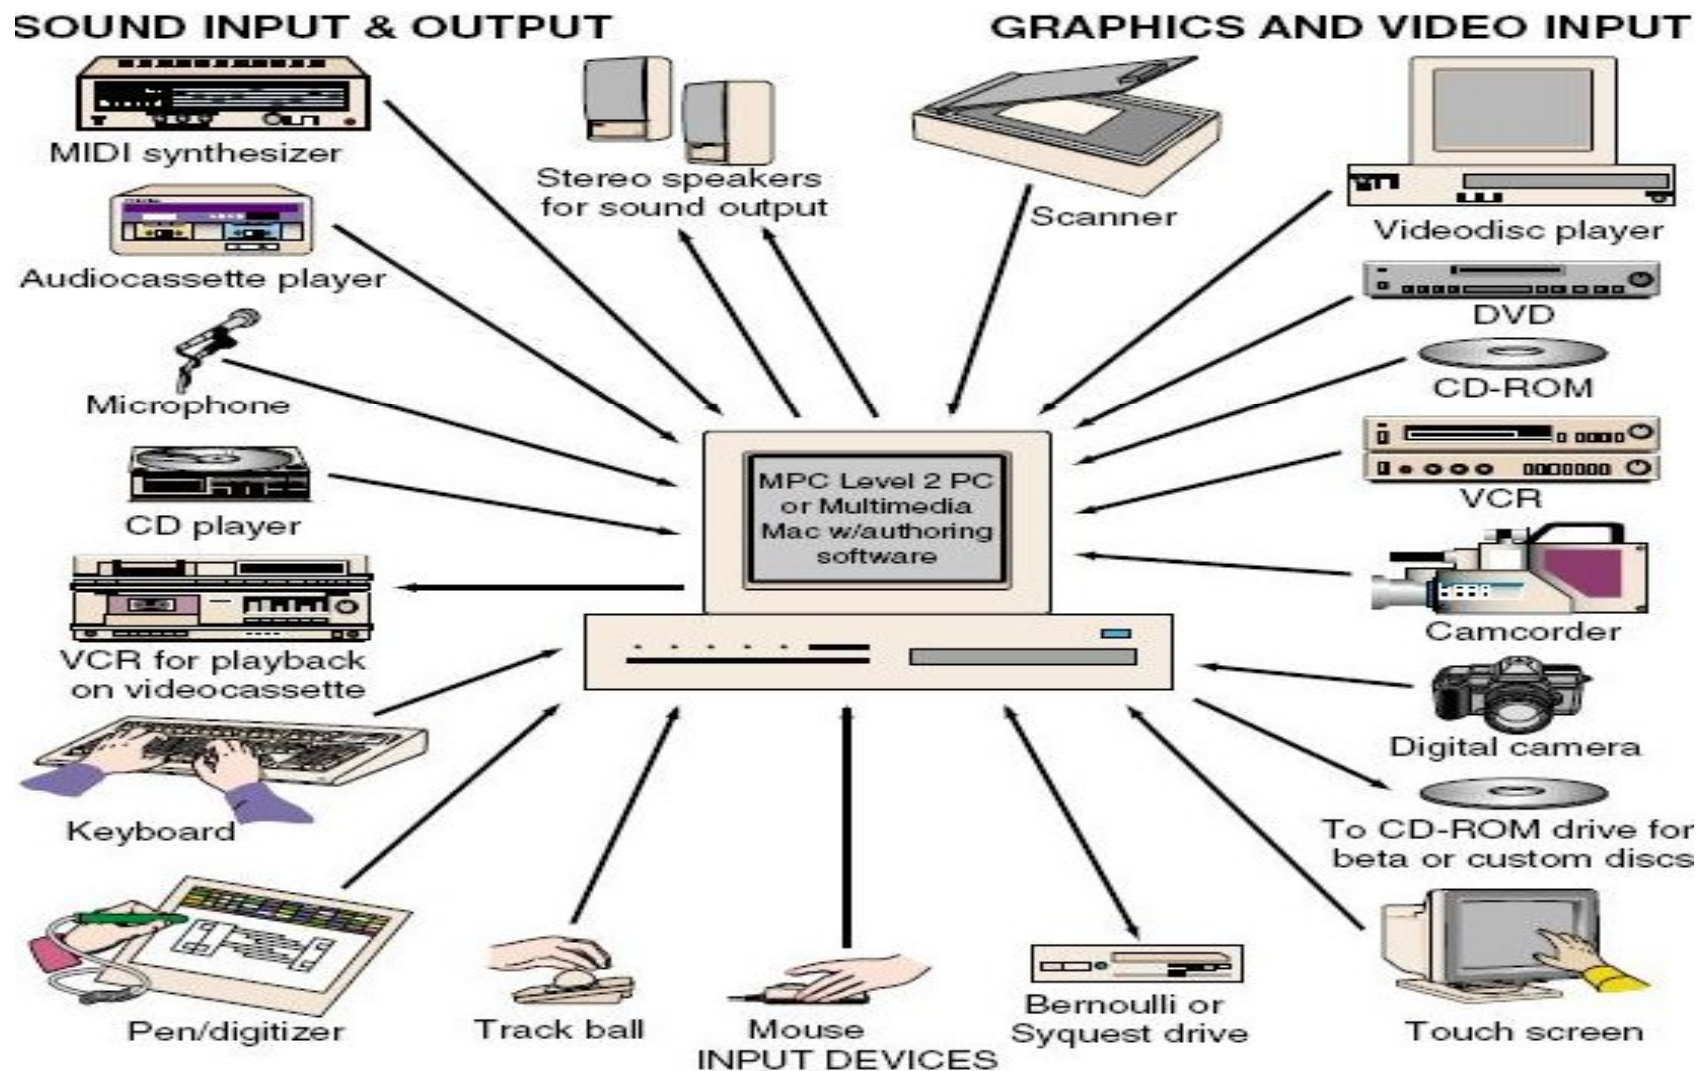 SOUND INPUT & OUTPUT
GRAPHICS AND VIDEO INPUT
MIDI synthesizer
Stereo speakers
for sound output
Scanner
Videodisc player
Audiocassette player
DVD
Microphone
CD-ROM
CD player
MPC Level 2 PC
or Multimedia
Mac w/authoring
software
VCR
VCR for playback
on videocassette
Camcorder
Keyboard
Digital camera
To CD-ROM drive for
beta or custom discs
Pen/digitizer
Track ball
Mouse
Bernoulli or
Syquest drive
Touch screen
INPUT DEVICES